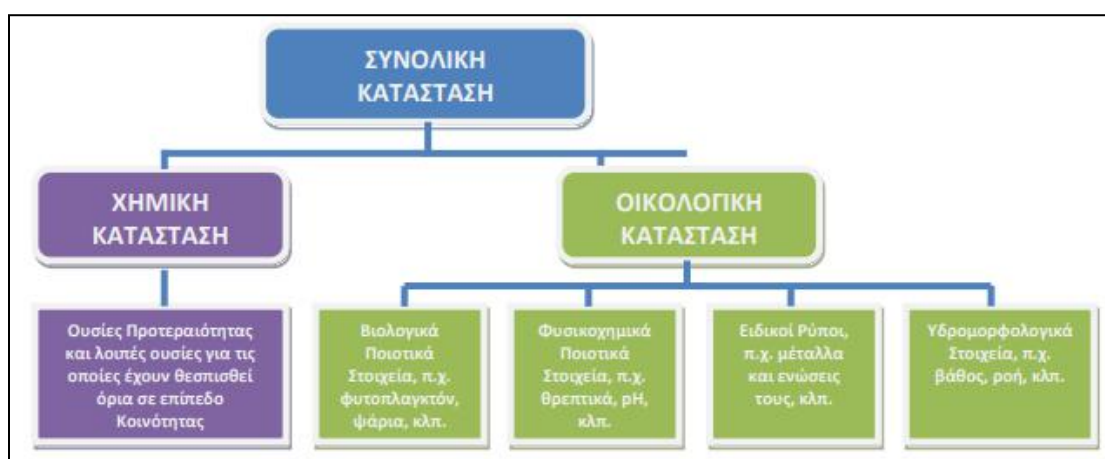 ΣΥΝΟΛΙΚΗ
ΚΑΤΑΣΤΑΣΗ
ΧΗΜΙΚΗ
ΚΑΤΑΣΤΑΣΗ
ΟΙΚΟΛΟΓΙΚΗ
ΚΑΤΑΣΤΑΣΗ
Ουσίες Προτεραιότητας
και λοιπές ουσίες για τις
οποίες έχουν θεσπισθεί
όρια σε επίπεδο
Κοινότητας
Βιολογικά
Ποιοτικά
Στοιχεία, π.χ.
φυτοπλαγκτόν,
ψάρια, κλπ.
Φυσικοχημικά
Ποιοτικά
Στοιχεία, π.χ.
θρεπτικά, pH,
κλπ.
Ειδικοί Ρύποι,
π.χ. μέταλλα
και ενώσεις
τους, κλπ.
Υδρομορφολογικά
Στοιχεία, π.χ.
βάθος, ροή, κλπ.